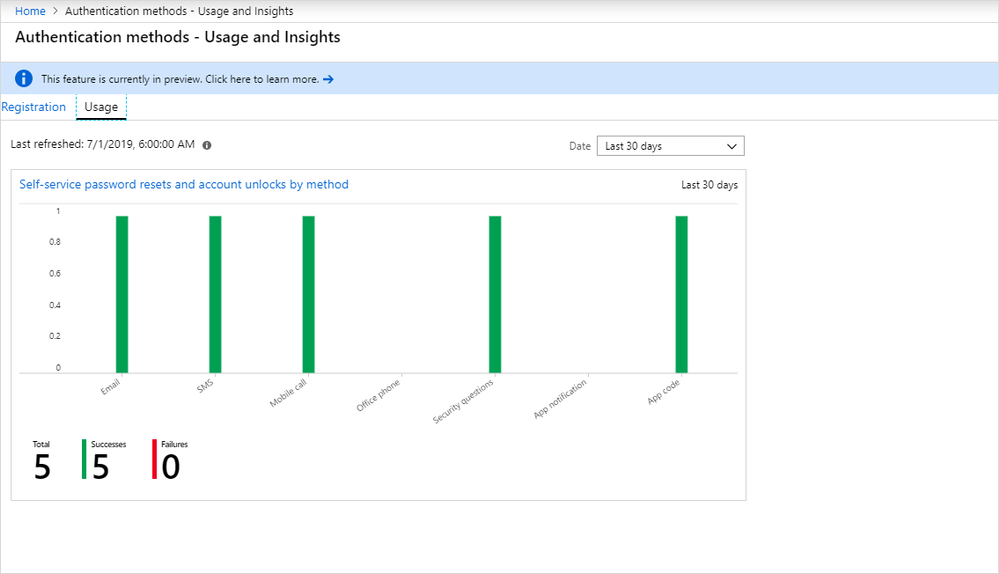 Home > Authentication methods - Usage and Insights
Authentication methods - Usage and Insights
This feature is currently in preview. Click here to learn more. →
Registration Usage
Last refreshed: 7/1/2019, 6:00:00 AM
Date Last 30 days
Self-service password resets and account unlocks by method Last 30 days
1
0.8
0.6
0.4
0.2
0
Email SMS Mobile call Office phone Security questions App notification App code
Total Successes Failures
5 5 0